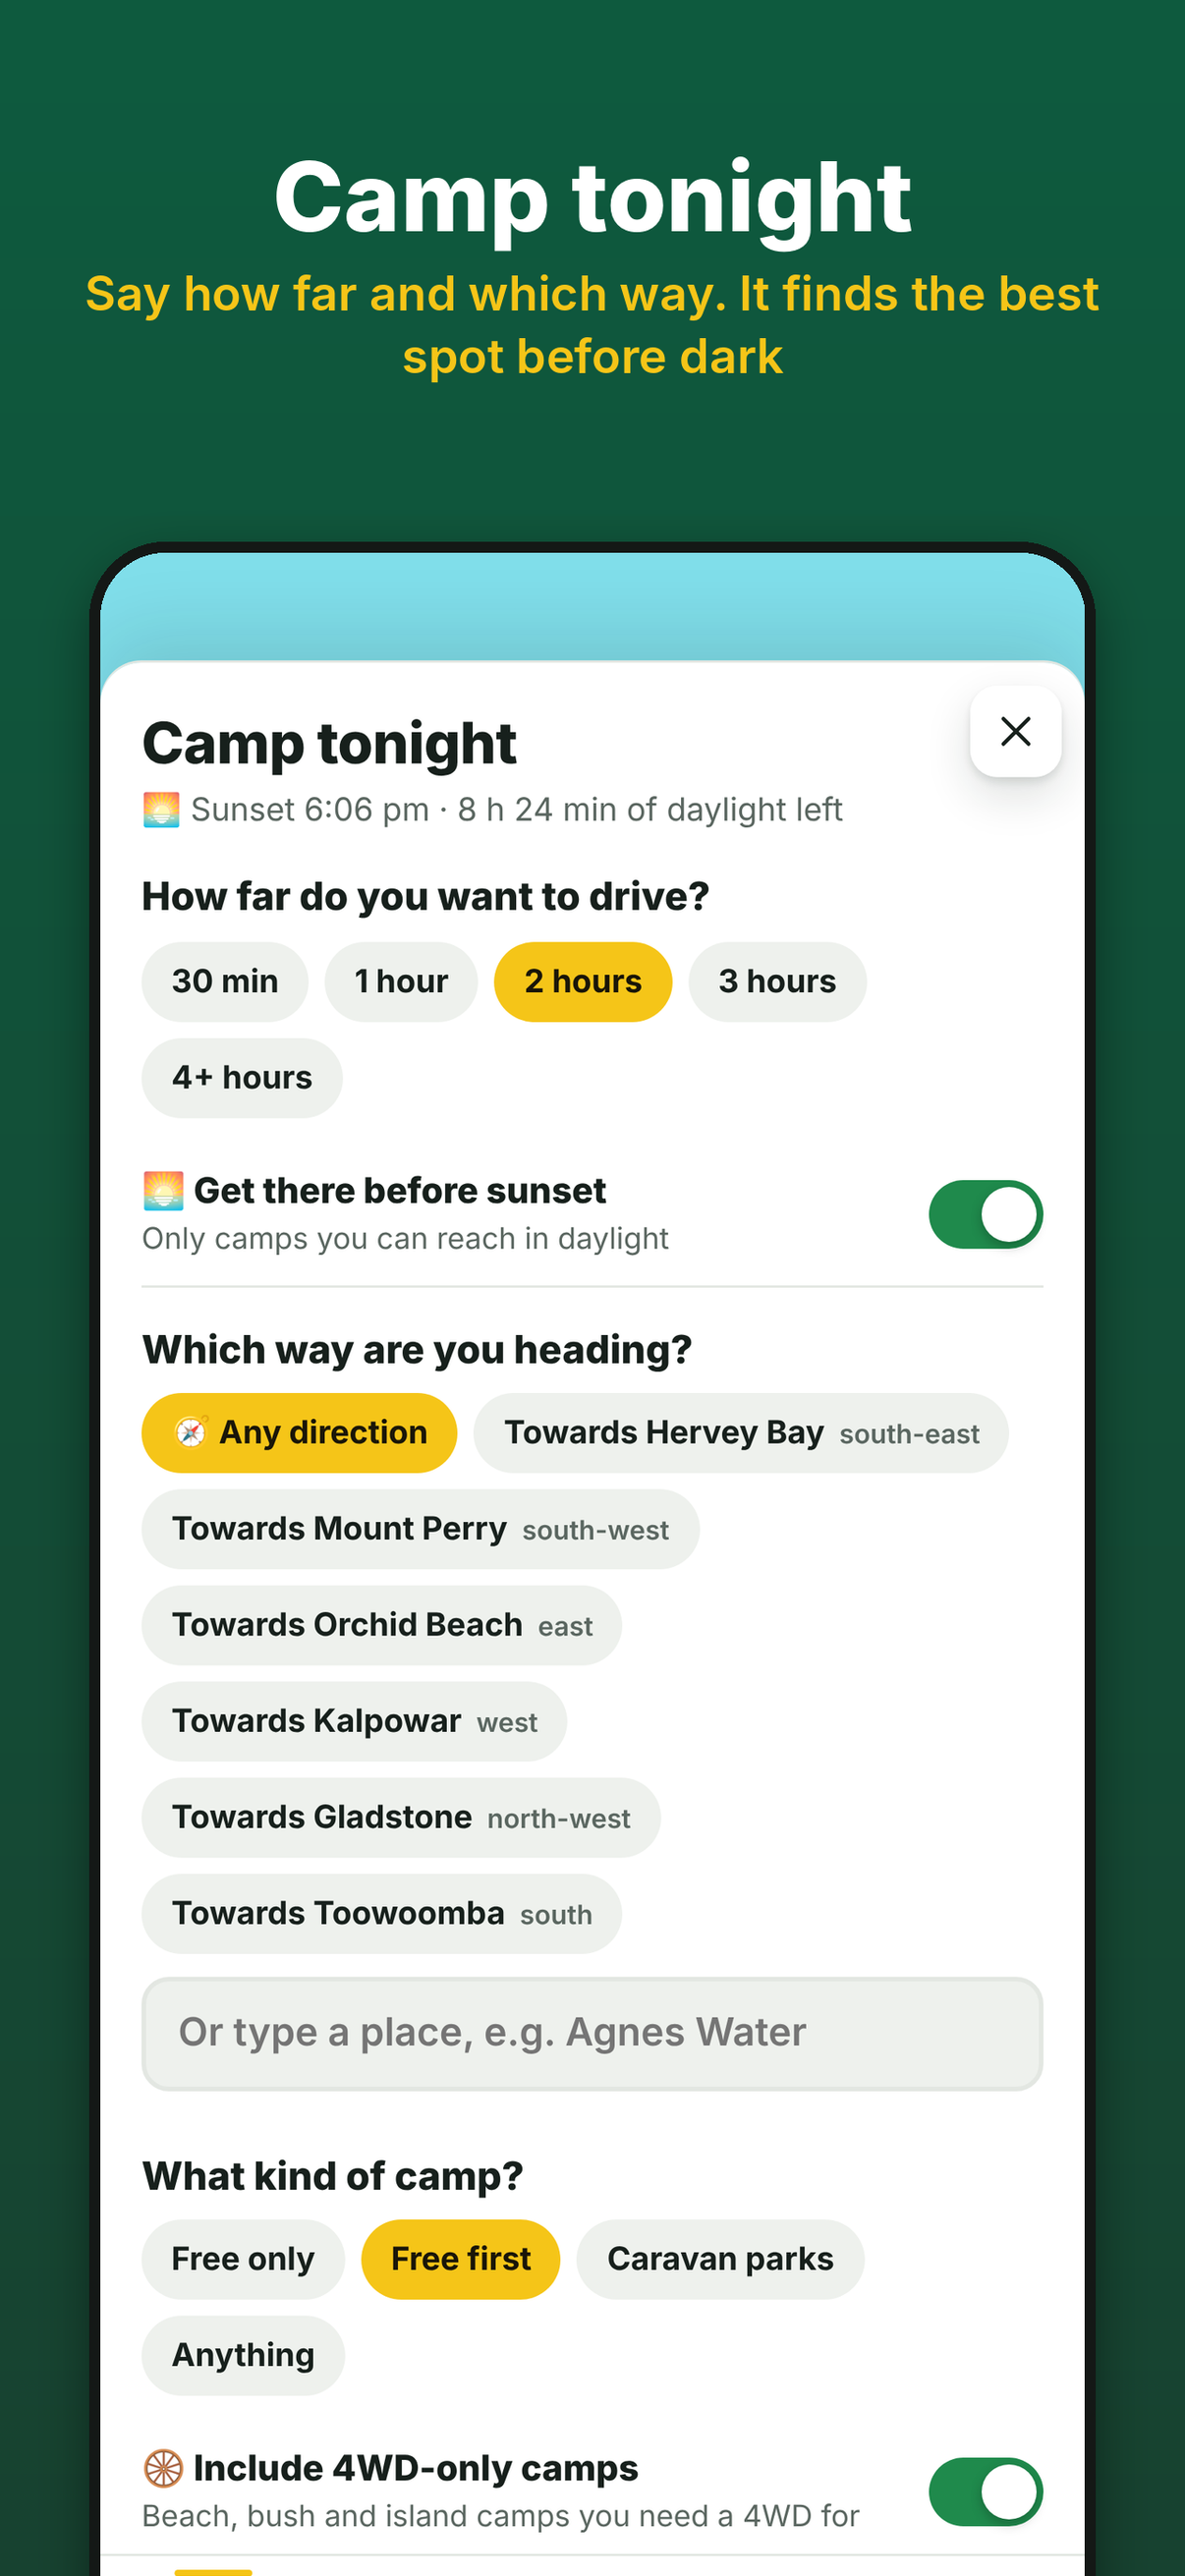 Camp tonight
Say how far and which way. It finds the best
spot before dark
Camp tonight
Sunset 6:06 pm · 8 h 24 min of daylight left
How far do you want to drive?
30 min 1 hour 2 hours 3 hours
4+ hours
Get there before sunset
Only camps you can reach in daylight
Which way are you heading?
Any direction Towards Hervey Bay south-east
Towards Mount Perry south-west
Towards Orchid Beach east
Towards Kalpowar west
Towards Gladstone north-west
Towards Toowoomba south
Or type a place, e.g. Agnes Water
What kind of camp?
Free only Free first Caravan parks
Anything
Include 4WD-only camps
Beach, bush and island camps you need a 4WD for